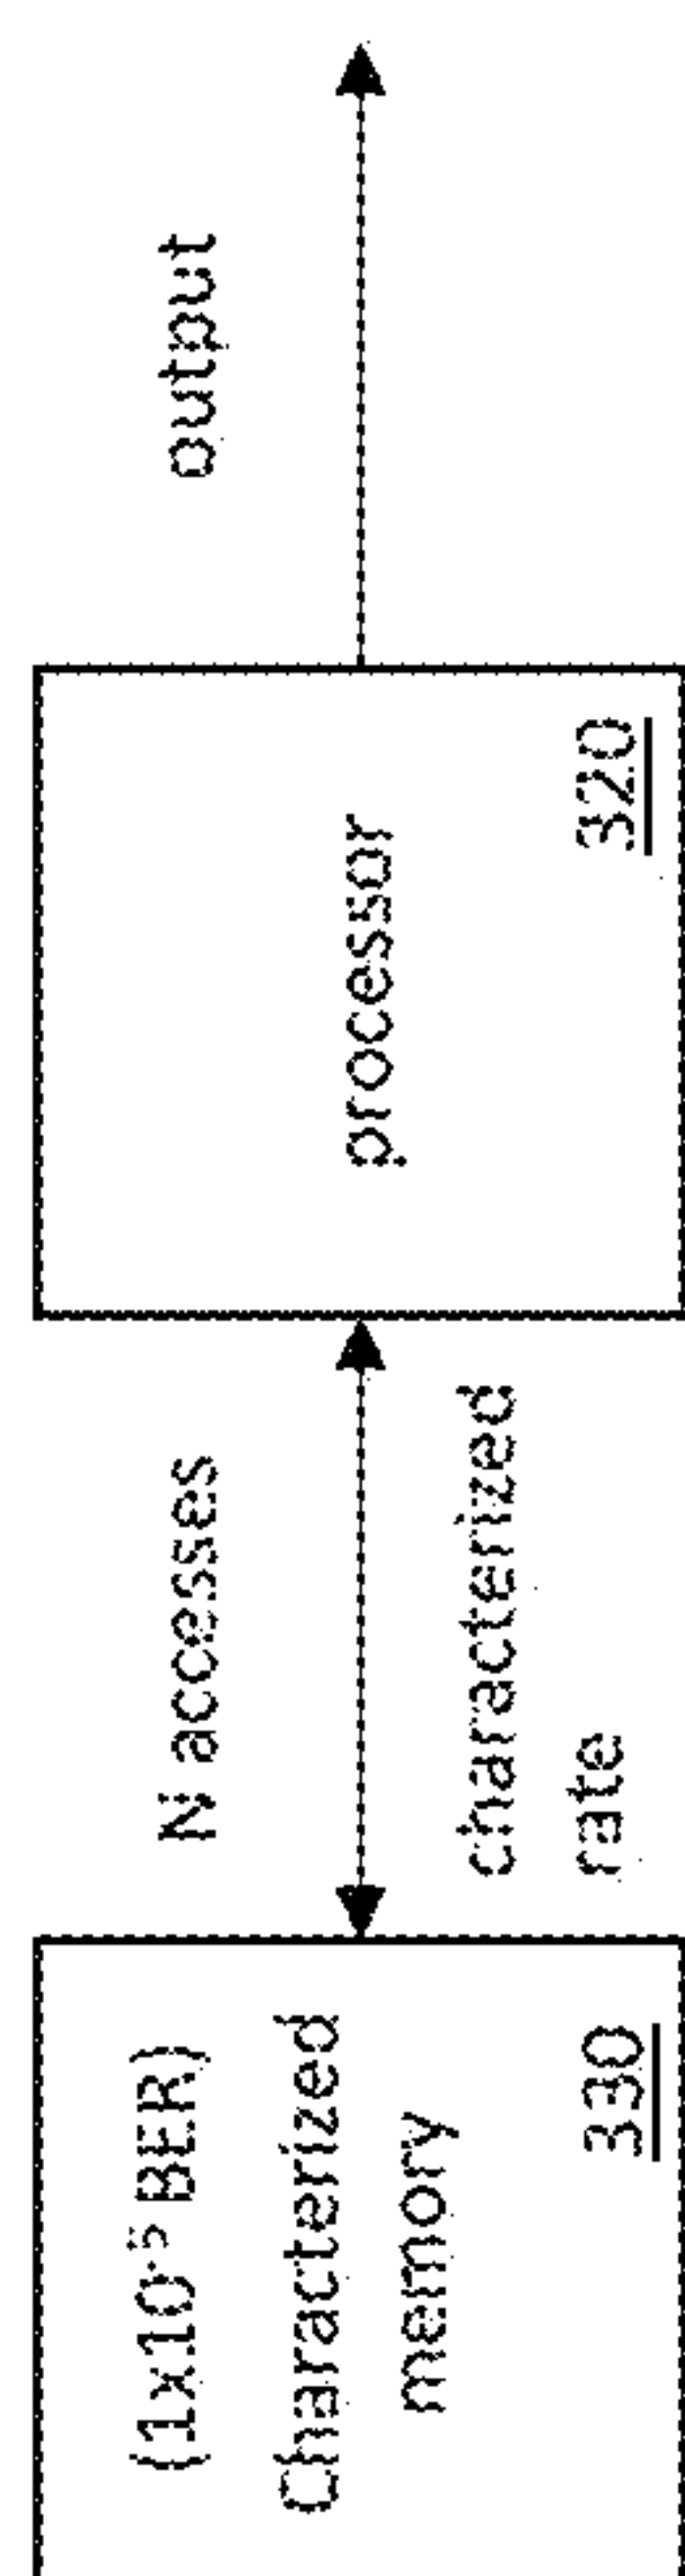 (1x10⁻⁵ BER)
Characterized
memory
330
N accesses
characterized
rate
processor
320
output